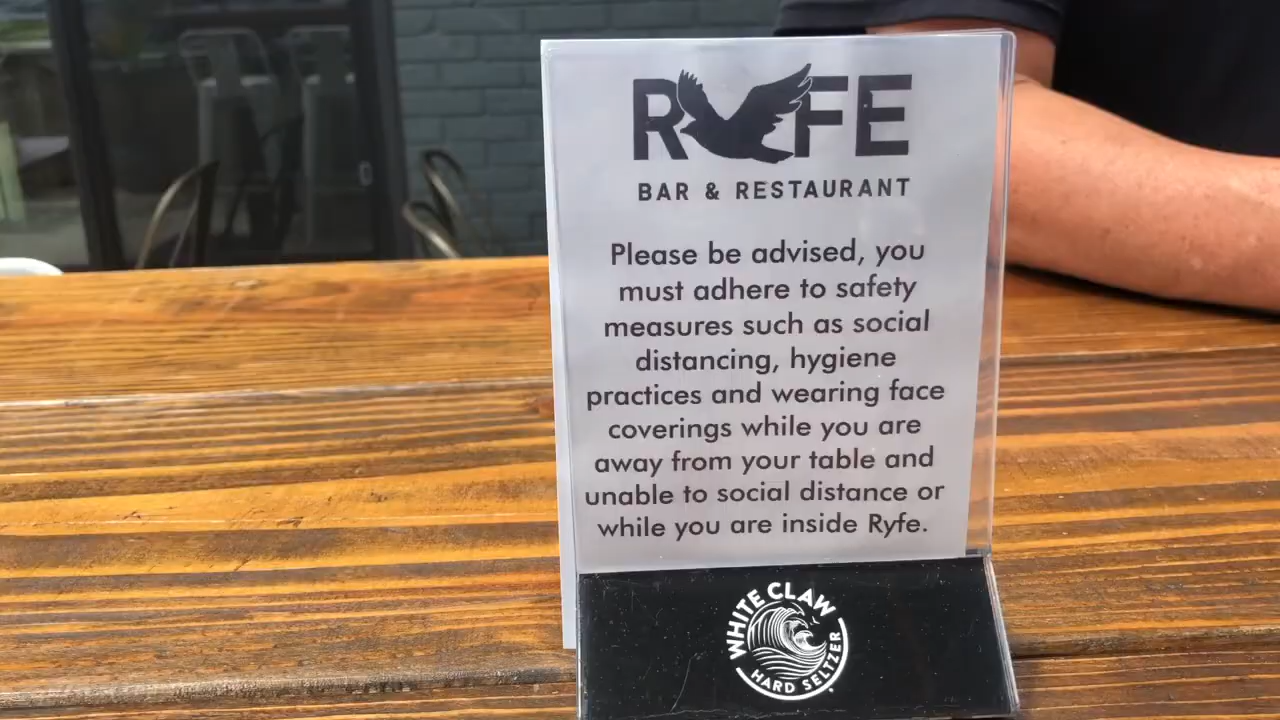 RYFE
BAR & RESTAURANT
Please be advised, you
must adhere to safety
measures such as social
distancing, hygiene
practices and wearing face
coverings while you are
away from your table and
unable to social distance or
while you are inside Ryfe.
WHITE CLAW
HARD SELTZER